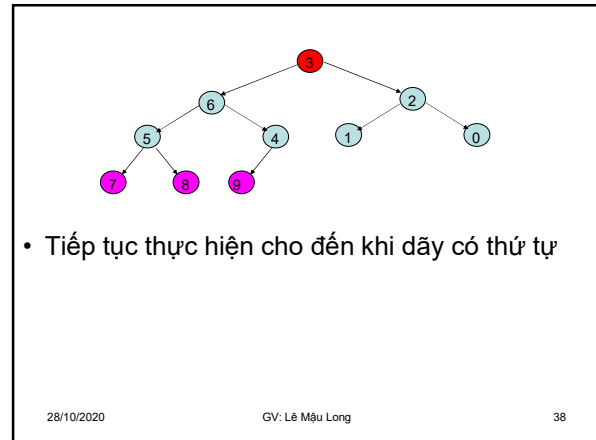 3
6 2
5 4 1 0
7 8 9
• Tiếp tục thực hiện cho đến khi dãy có thứ tự
28/10/2020 GV: Lê Mậu Long 38